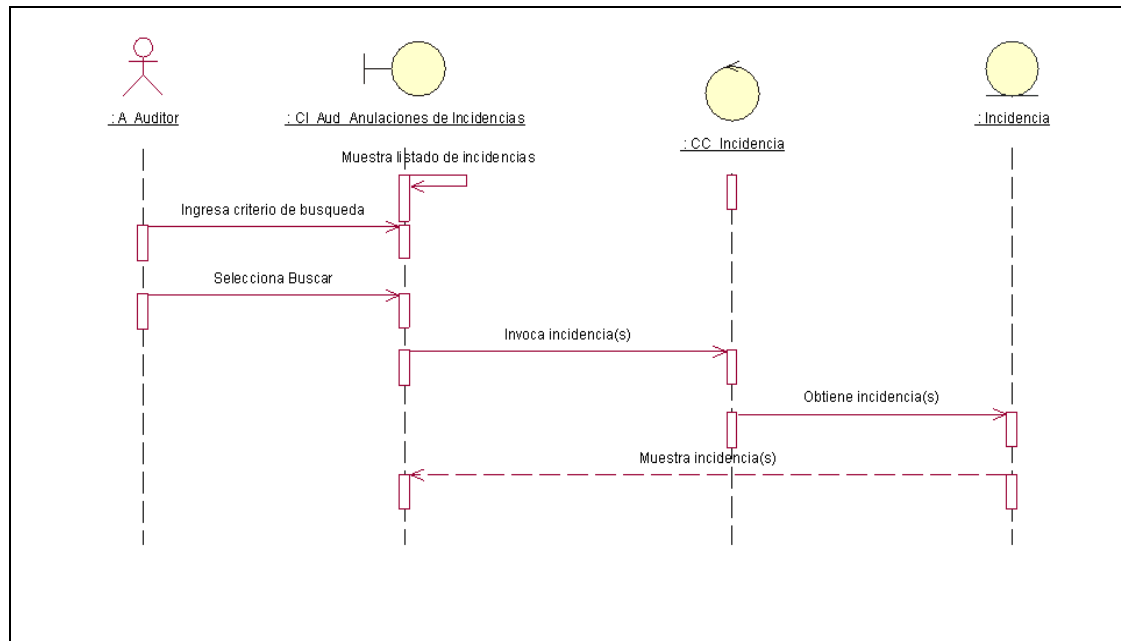 : A_Auditor
: CI_Aud_Anulaciones de Incidencias
: CC_Incidencia
: Incidencia
Muestra listado de incidencias
Ingresa criterio de busqueda
Selecciona Buscar
Invoca incidencia(s)
Obtiene incidencia(s)
Muestra incidencia(s)